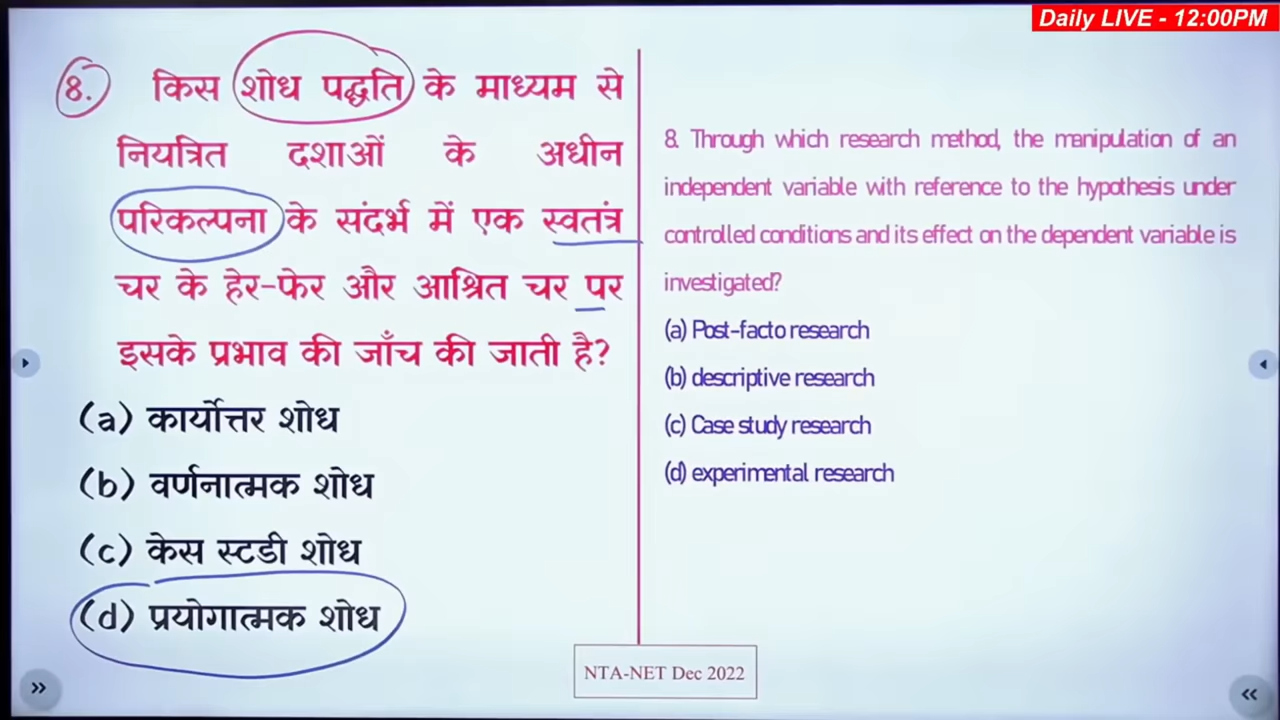 Daily LIVE - 12:00PM
8. किस शोध पद्धति के माध्यम से
नियत्रित दशाओं के अधीन
परिकल्पना के संदर्भ में एक स्वतंत्र
चर के हेर-फेर और आश्रित चर पर
इसके प्रभाव की जाँच की जाती है?
(a) कार्योत्तर शोध
(b) वर्णनात्मक शोध
(c) केस स्टडी शोध
(d) प्रयोगात्मक शोध
8. Through which research method, the manipulation of an
independent variable with reference to the hypothesis under
controlled conditions and its effect on the dependent variable is
investigated?
(a) Post-facto research
(b) descriptive research
(c) Case study research
(d) experimental research
NTA-NET Dec 2022